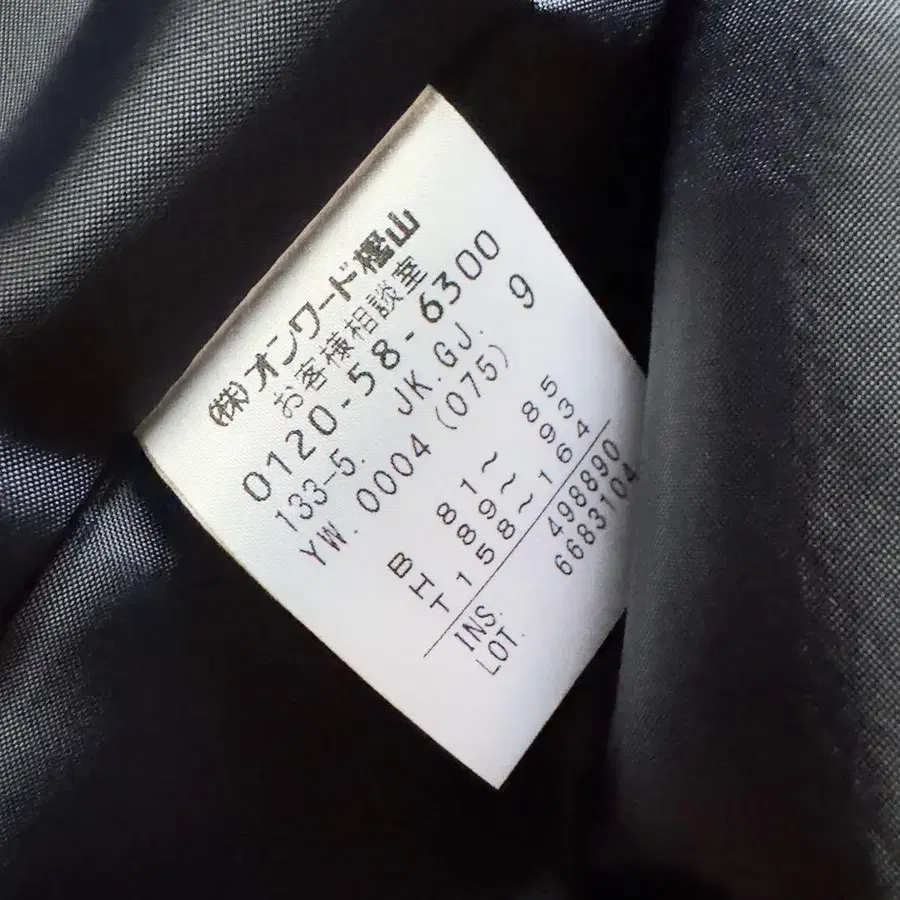 (株)オンワード樫山
お客様相談室
0120-58-6300
133-5. JK.GJ. 9
YW.0004 (075)
B 81～ 85
H 89～ 93
T 158～164
INS. 498890
LOT. 6683104